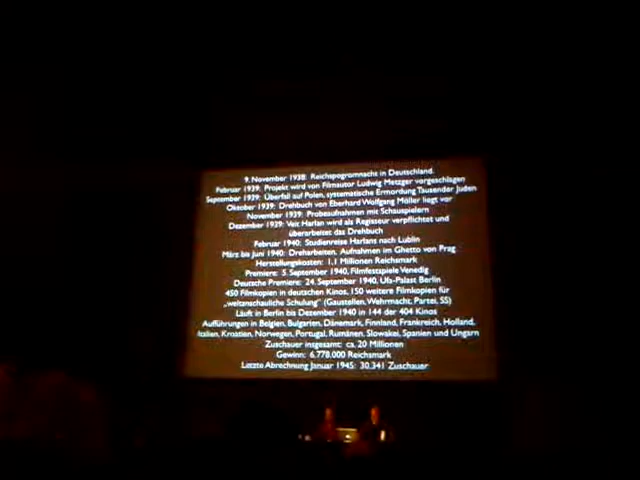 9. November 1938: Reichspogromnacht in Deutschland.
Februar 1939: Projekt wird von Filmautor Ludwig Metzger vorgeschlagen
September 1939: Überfall auf Polen, systematische Ermordung Tausender Juden
Oktober 1939: Drehbuch von Eberhard Wolfgang Möller liegt vor
November 1939: Probeaufnahmen mit Schauspielern
Dezember 1939: Veit Harlan wird als Regisseur verpflichtet und
überarbeitet das Drehbuch
Februar 1940: Studienreise Harlans nach Lublin
März bis Juni 1940: Dreharbeiten, Aufnahmen im Ghetto von Prag
Herstellungskosten: 1,1 Millionen Reichsmark
Premiere: 5. September 1940, Filmfestspiele Venedig
Deutsche Premiere: 24. September 1940, Ufa-Palast Berlin
450 Filmkopien in deutschen Kinos, 150 weitere Filmkopien für
„weltanschauliche Schulung" (Gaustellen, Wehrmacht, Partei, SS)
Läuft in Berlin bis Dezember 1940 in 144 der 404 Kinos
Aufführungen in Belgien, Bulgarien, Dänemark, Finnland, Frankreich, Holland,
Italien, Kroatien, Norwegen, Portugal, Rumänen, Slowakei, Spanien und Ungarn
Zuschauer insgesamt: ca. 20 Millionen
Gewinn: 6.778.000 Reichsmark
Letzte Abrechnung Januar 1945: 30.341 Zuschauer